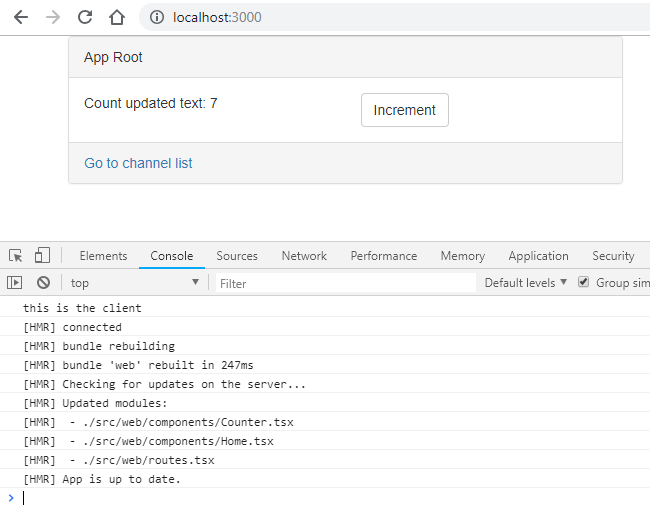 localhost:3000
App Root
Count updated text: 7 Increment
Go to channel list
Elements Console Sources Network Performance Memory Application Security
top Filter Default levels Group sim
this is the client
[HMR] connected
[HMR] bundle rebuilding
[HMR] bundle 'web' rebuilt in 247ms
[HMR] Checking for updates on the server...
[HMR] Updated modules:
[HMR]  - ./src/web/components/Counter.tsx
[HMR]  - ./src/web/components/Home.tsx
[HMR]  - ./src/web/routes.tsx
[HMR] App is up to date.